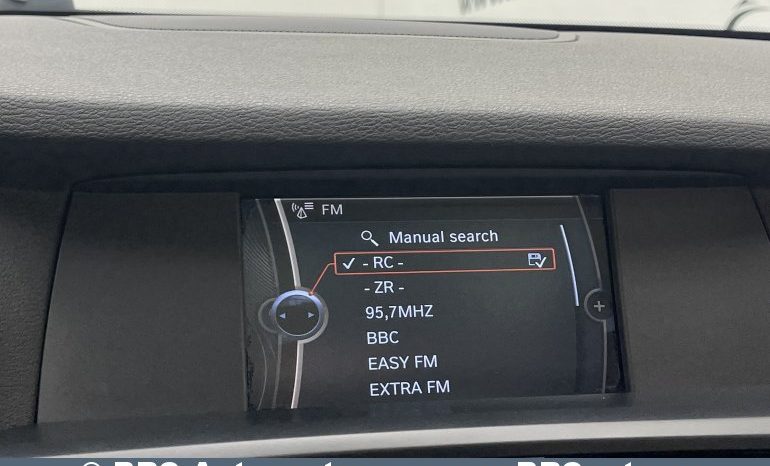 FM
Manual search
- RC -
- ZR -
95,7MHZ
BBC
EASY FM
EXTRA FM